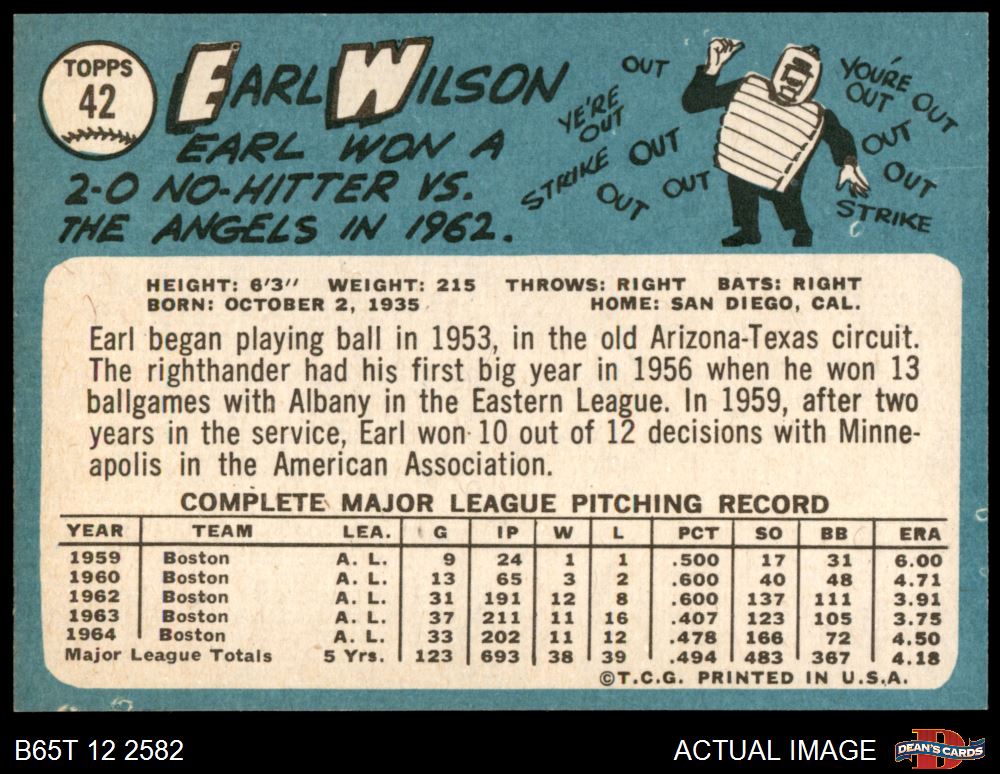 TOPPS
42
EARL WILSON
EARL WON A
2-0 NO-HITTER VS.
THE ANGELS IN 1962.
OUT
YE'RE
OUT
STRIKE OUT
OUT OUT
YOU'RE
OUT OUT
OUT
OUT
STRIKE
HEIGHT: 6'3" WEIGHT: 215 THROWS: RIGHT BATS: RIGHT
BORN: OCTOBER 2, 1935 HOME: SAN DIEGO, CAL.
Earl began playing ball in 1953, in the old Arizona-Texas circuit.
The righthander had his first big year in 1956 when he won 13
ballgames with Albany in the Eastern League. In 1959, after two
years in the service, Earl won 10 out of 12 decisions with Minne-
apolis in the American Association.
COMPLETE MAJOR LEAGUE PITCHING RECORD
YEAR TEAM LEA. G IP W L PCT SO BB ERA
1959 Boston A. L. 9 24 1 1 .500 17 31 6.00
1960 Boston A. L. 13 65 3 2 .600 40 48 4.71
1962 Boston A. L. 31 191 12 8 .600 137 111 3.91
1963 Boston A. L. 37 211 11 16 .407 123 105 3.75
1964 Boston A. L. 33 202 11 12 .478 166 72 4.50
Major League Totals 5 Yrs. 123 693 38 39 .494 483 367 4.18
©T.C.G. PRINTED IN U.S.A.
B65T 12 2582 ACTUAL IMAGE DEAN'S CARDS